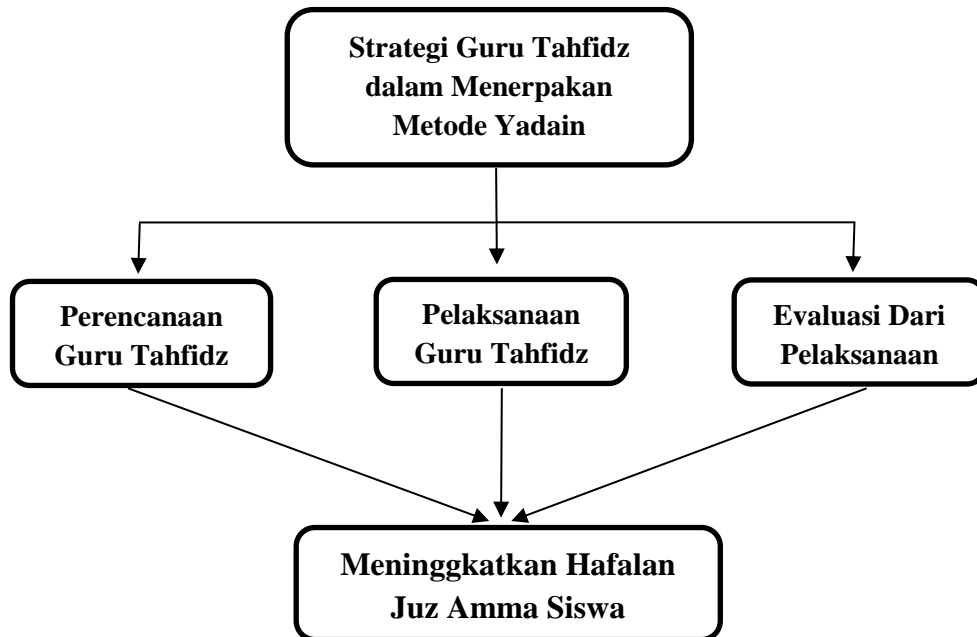 Strategi Guru Tahfidz
dalam Menerpakan
Metode Yadain
Perencanaan
Guru Tahfidz
Pelaksanaan
Guru Tahfidz
Evaluasi Dari
Pelaksanaan
Meninggkatkan Hafalan
Juz Amma Siswa